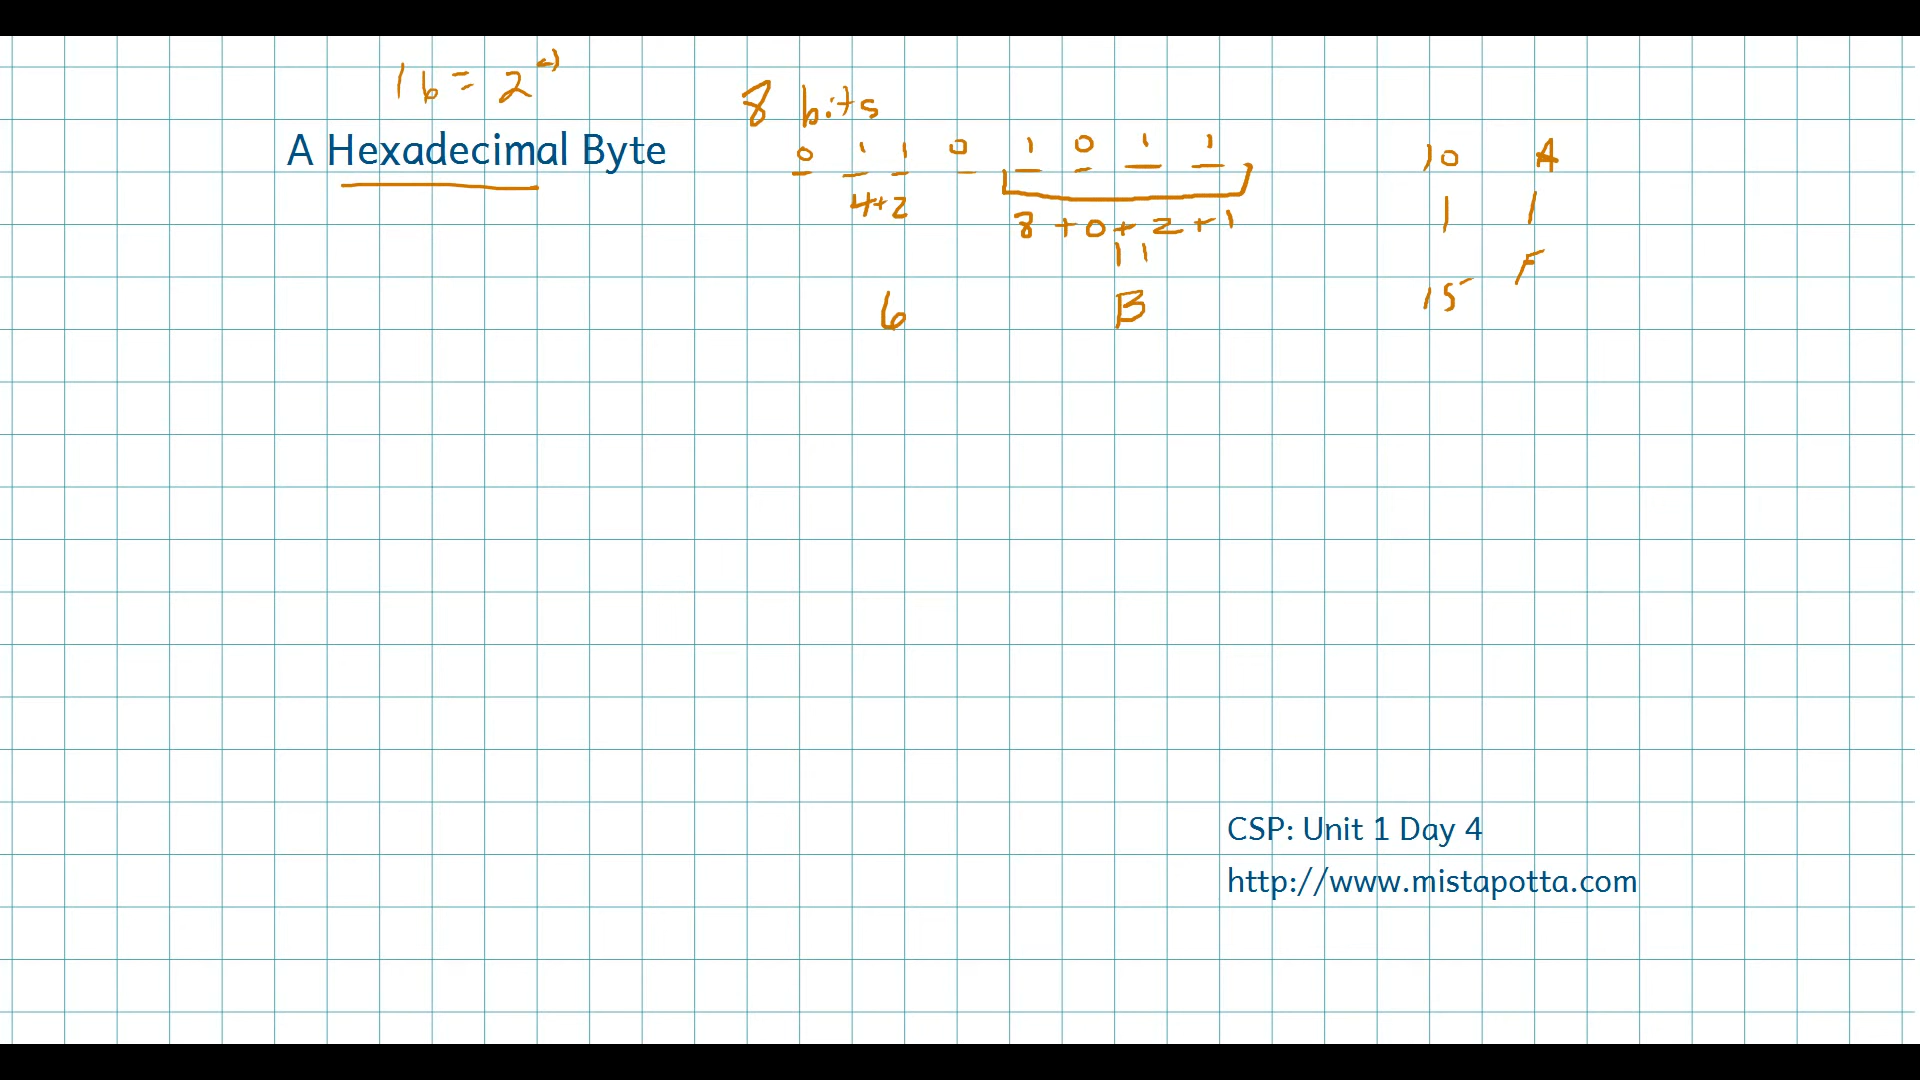 16 = 2⁴
8 bits
A Hexadecimal Byte
0 1 1 0 1 0 1 1
4+2
8 + 0 + 2 + 1
11
6 B
10 A
1 1
15 F
CSP: Unit 1 Day 4
http://www.mistapotta.com